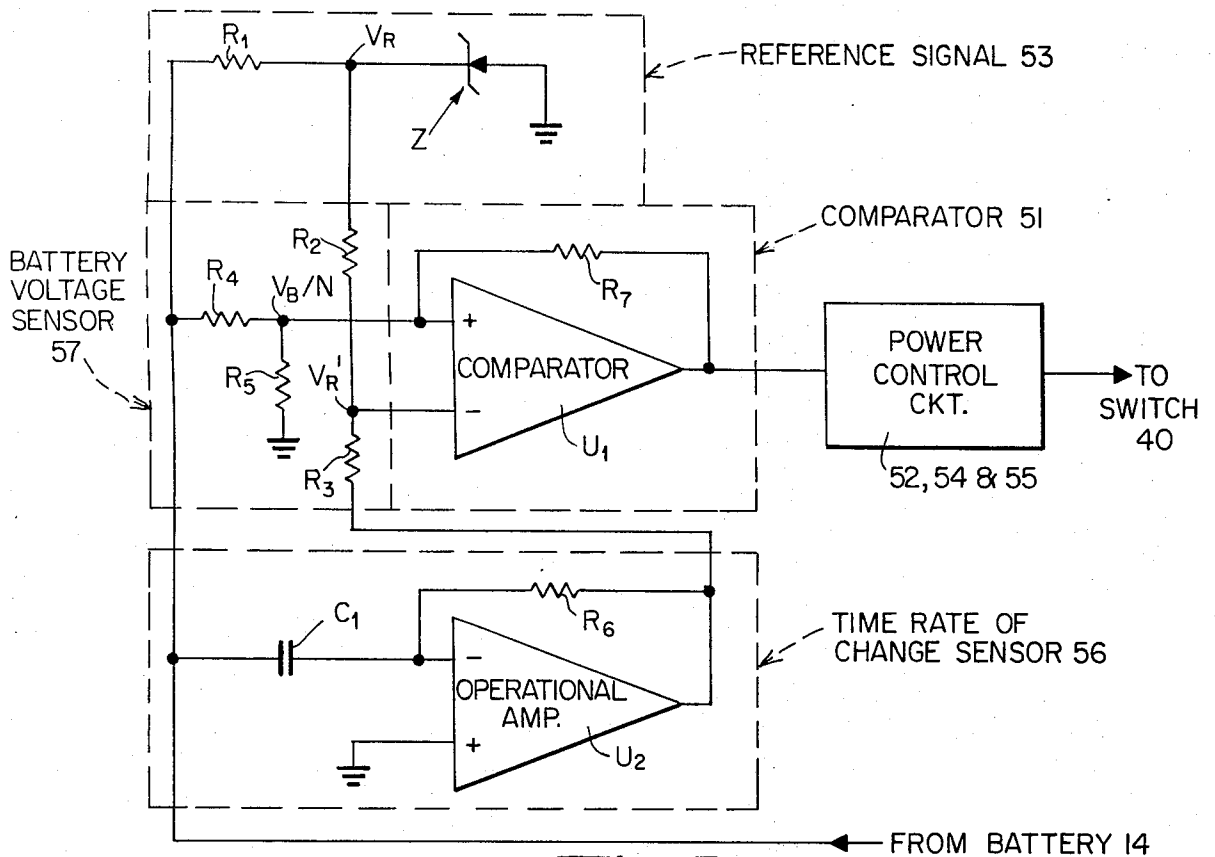 R1
VR
REFERENCE SIGNAL 53
Z
COMPARATOR 51
BATTERY
VOLTAGE
SENSOR
57
R2
R4
VB/N
R7
R5
+
COMPARATOR
VR'
−
U1
R3
POWER
CONTROL
CKT.
TO
SWITCH
40
52, 54 & 55
C1
R6
TIME RATE OF
CHANGE SENSOR 56
−
OPERATIONAL
AMP.
+
U2
FROM BATTERY 14